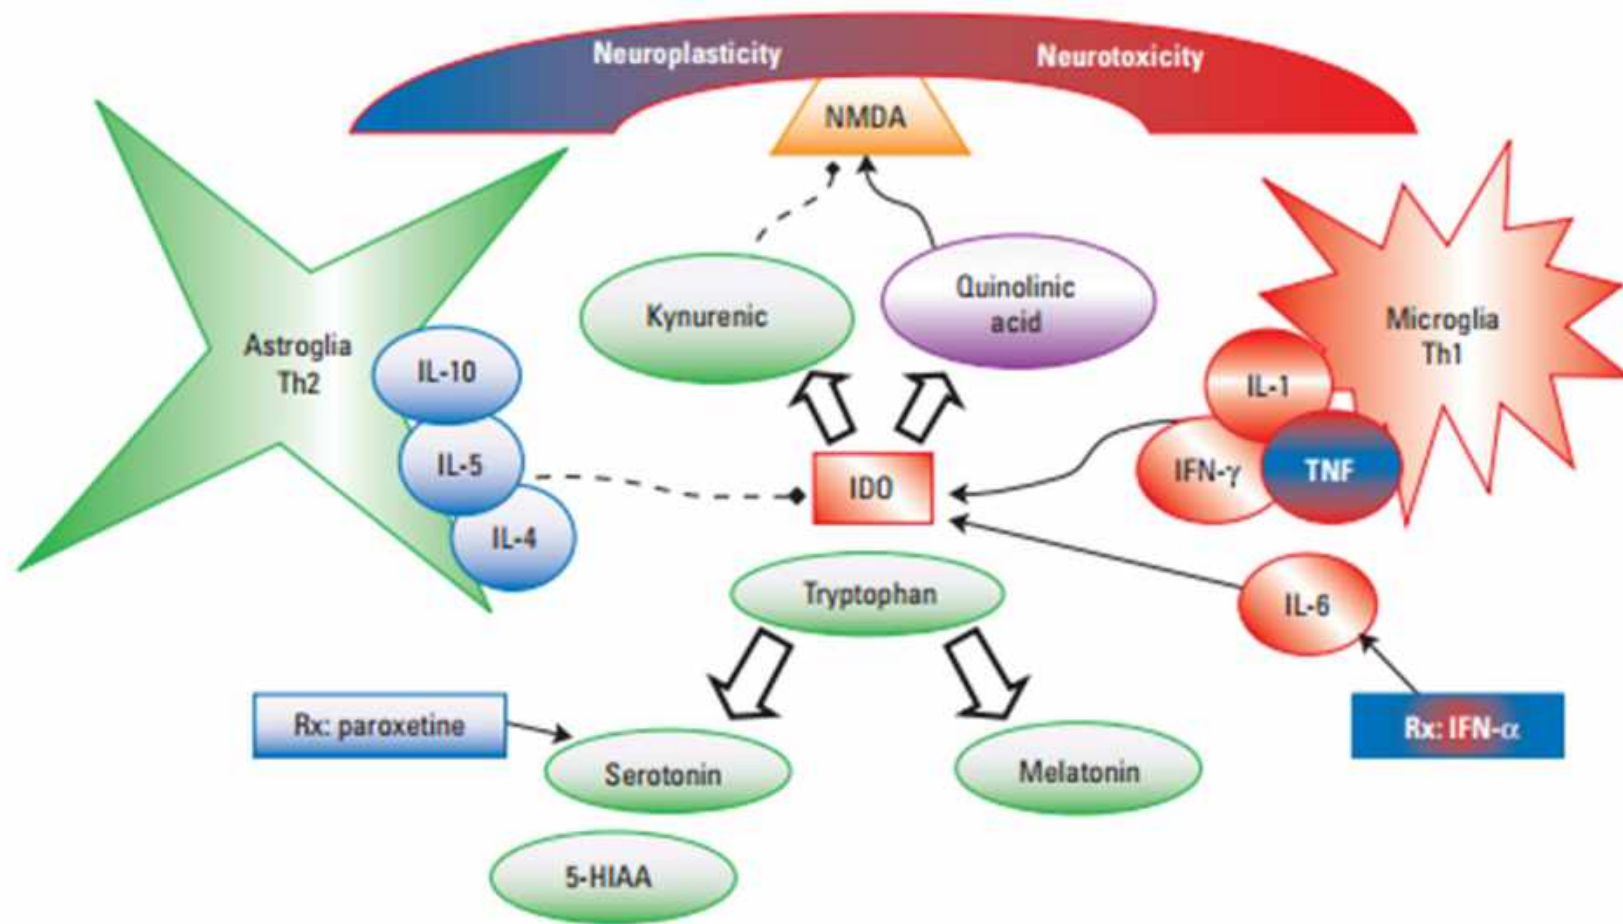 Neuroplasticity
Neurotoxicity
NMDA
Kynurenic
Quinolinic
acid
Astroglia
Th2
IL-10
IL-5
IL-4
Microglia
Th1
IL-1
IFN-γ
TNF
IDO
Tryptophan
IL-6
Rx: paroxetine
Rx: IFN-α
Serotonin
Melatonin
5-HIAA